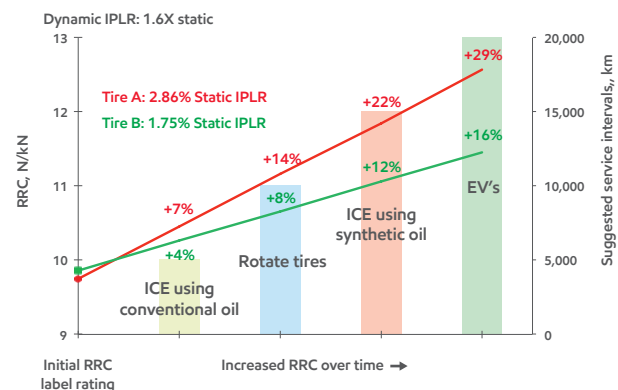 Dynamic IPLR: 1.6X static
13
12
11
10
9
RRC, N/kN
20,000
15,000
10,000
5,000
0
Suggested service intervals,, km
Tire A: 2.86% Static IPLR
Tire B: 1.75% Static IPLR
+7%
+14%
+22%
+29%
+4%
+8%
+12%
+16%
ICE using
conventional oil
Rotate tires
ICE using
synthetic oil
EV's
Initial RRC
label rating
Increased RRC over time →